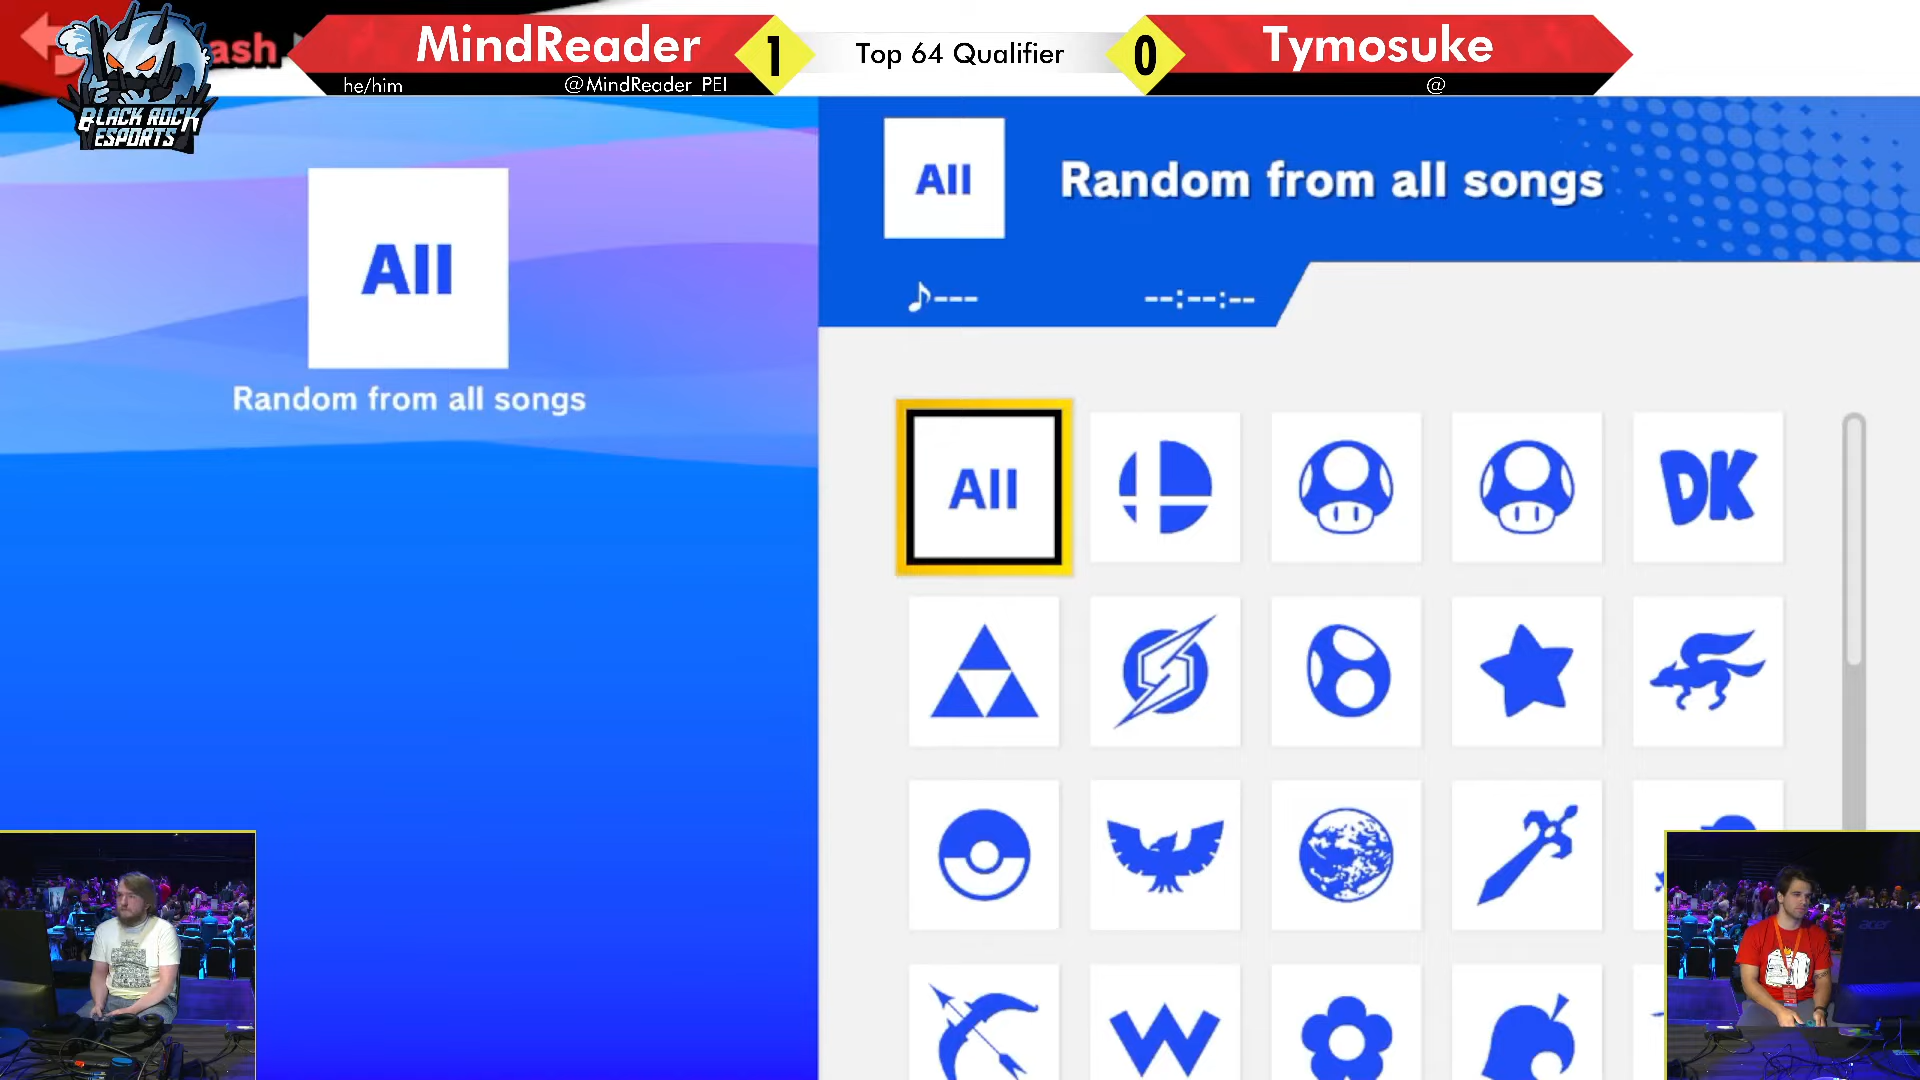 ash
MindReader
1
Top 64 Qualifier
0
Tymosuke
he/him
@MindReader_PEI
@
BLACK ROCK
ESPORTS
All
Random from all songs
All
Random from all songs
♪---
--:--:--
All
DK
W
acer